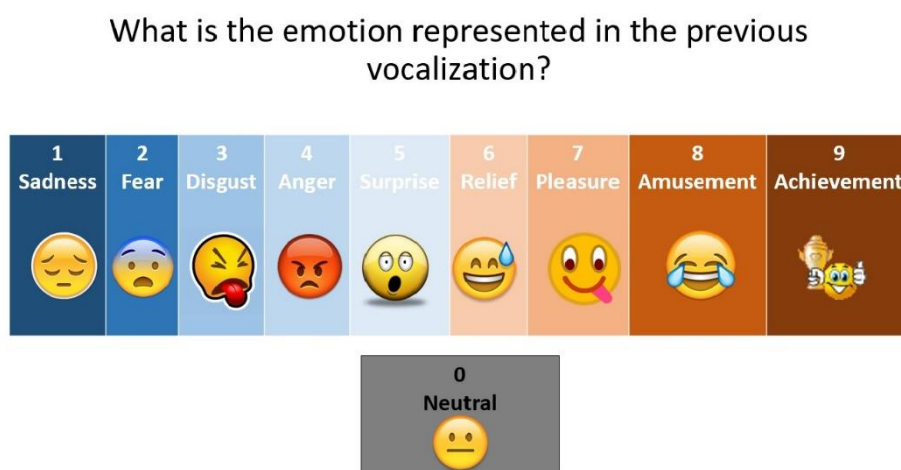 What is the emotion represented in the previous
vocalization?
1 2 3 4 5 6 7 8 9
Sadness Fear Disgust Anger Surprise Relief Pleasure Amusement Achievement
0
Neutral